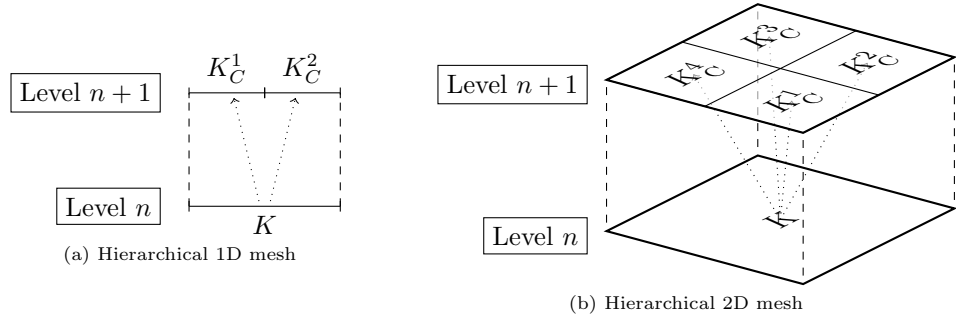 K_C^1 K_C^2
Level n + 1
Level n
K
(a) Hierarchical 1D mesh
K_C^3
K_C^4 K_C^2
K_C^1
Level n + 1
K
Level n
(b) Hierarchical 2D mesh